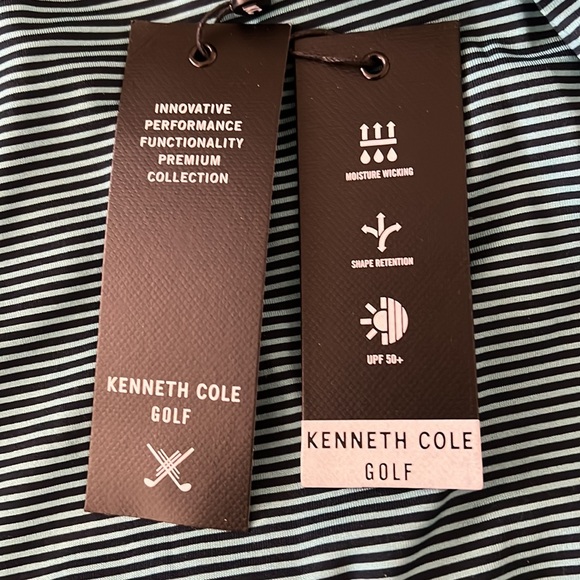 INNOVATIVE
PERFORMANCE
FUNCTIONALITY
PREMIUM
COLLECTION
KENNETH COLE
GOLF
MOISTURE WICKING
SHAPE RETENTION
UPF 50+
KENNETH COLE
GOLF